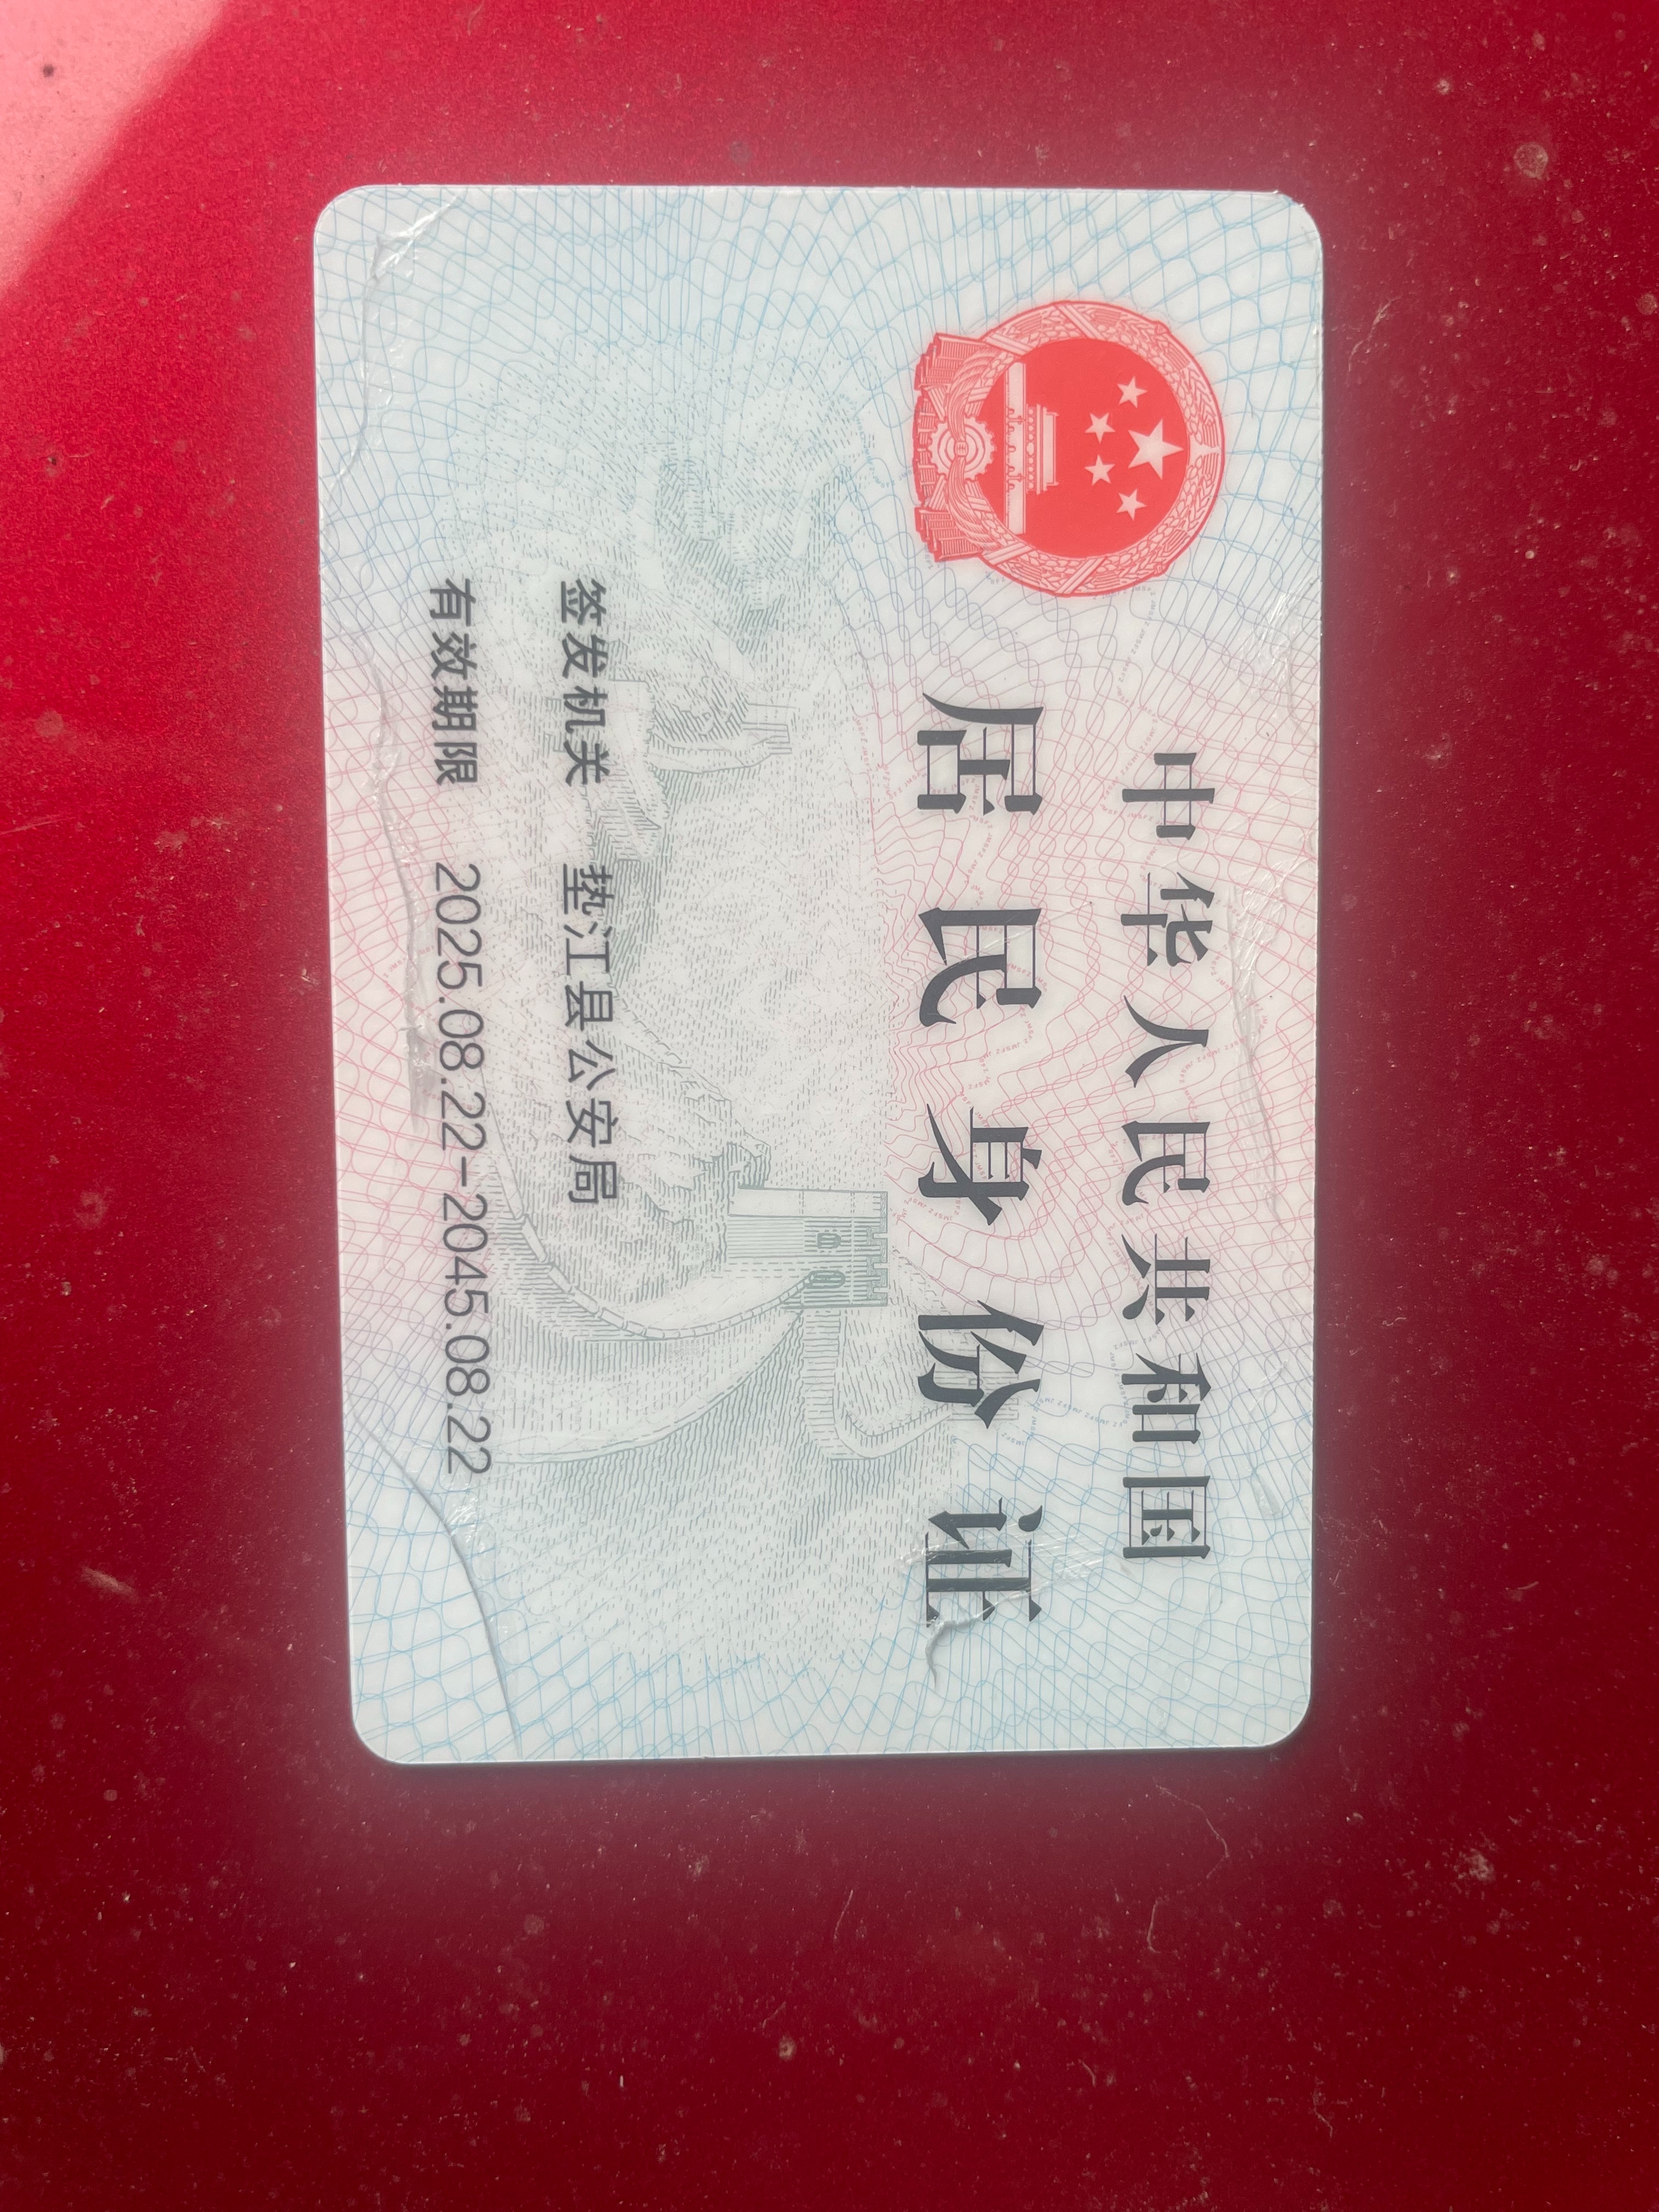 中华人民共和国
居民身份证
签发机关 垫江县公安局
有效期限 2025.08.22-2045.08.22